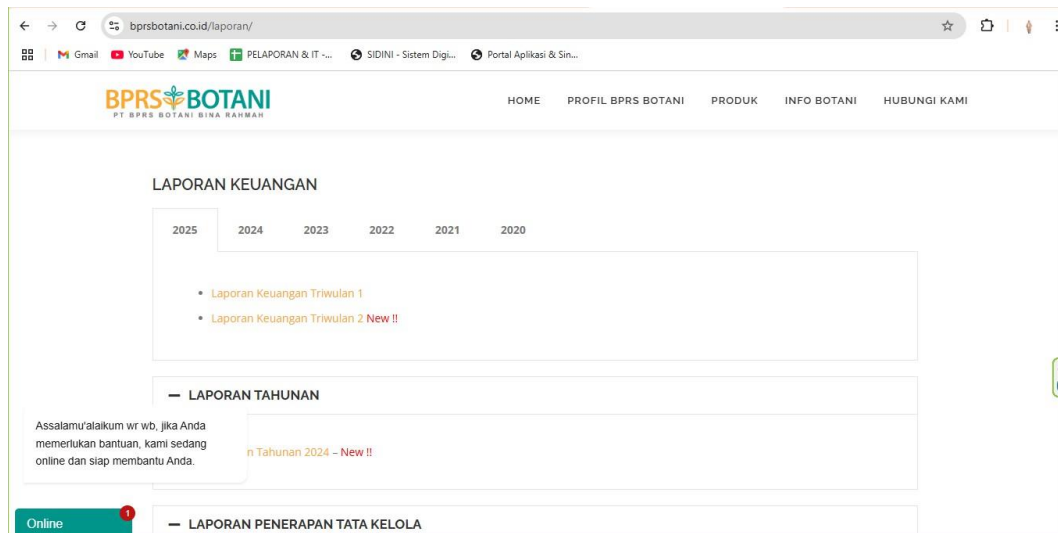 bprsbotani.co.id/laporan/
Gmail YouTube Maps PELAPORAN & IT -... SIDINI - Sistem Digi... Portal Aplikasi & Sin...
BPRS BOTANI
PT BPRS BOTANI BINA RAHMAH
HOME PROFIL BPRS BOTANI PRODUK INFO BOTANI HUBUNGI KAMI
LAPORAN KEUANGAN
2025 2024 2023 2022 2021 2020
Laporan Keuangan Triwulan 1
Laporan Keuangan Triwulan 2 New !!
LAPORAN TAHUNAN
n Tahunan 2024 – New !!
Assalamu'alaikum wr wb, jika Anda
memerlukan bantuan, kami sedang
online dan siap membantu Anda.
Online 1
LAPORAN PENERAPAN TATA KELOLA